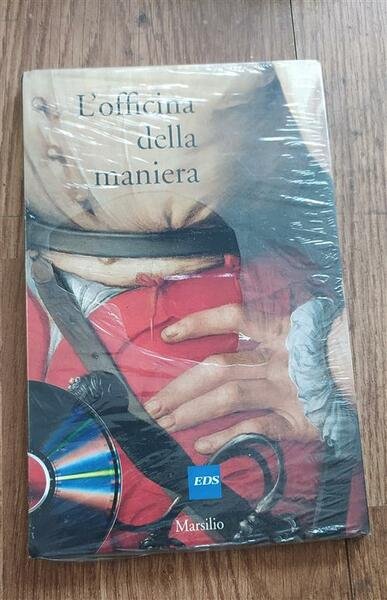 L'officina
della
maniera
EDS
Marsilio